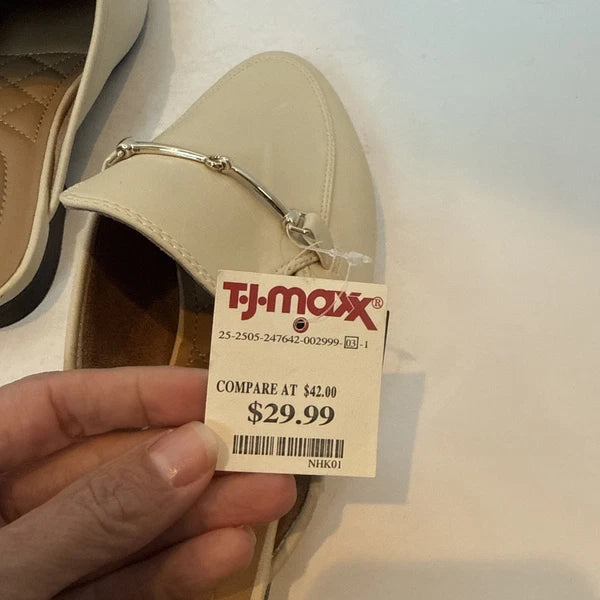 T·J·maxx®
25-2505-247642-002999-03-1
COMPARE AT $42.00
$29.99
NHK01